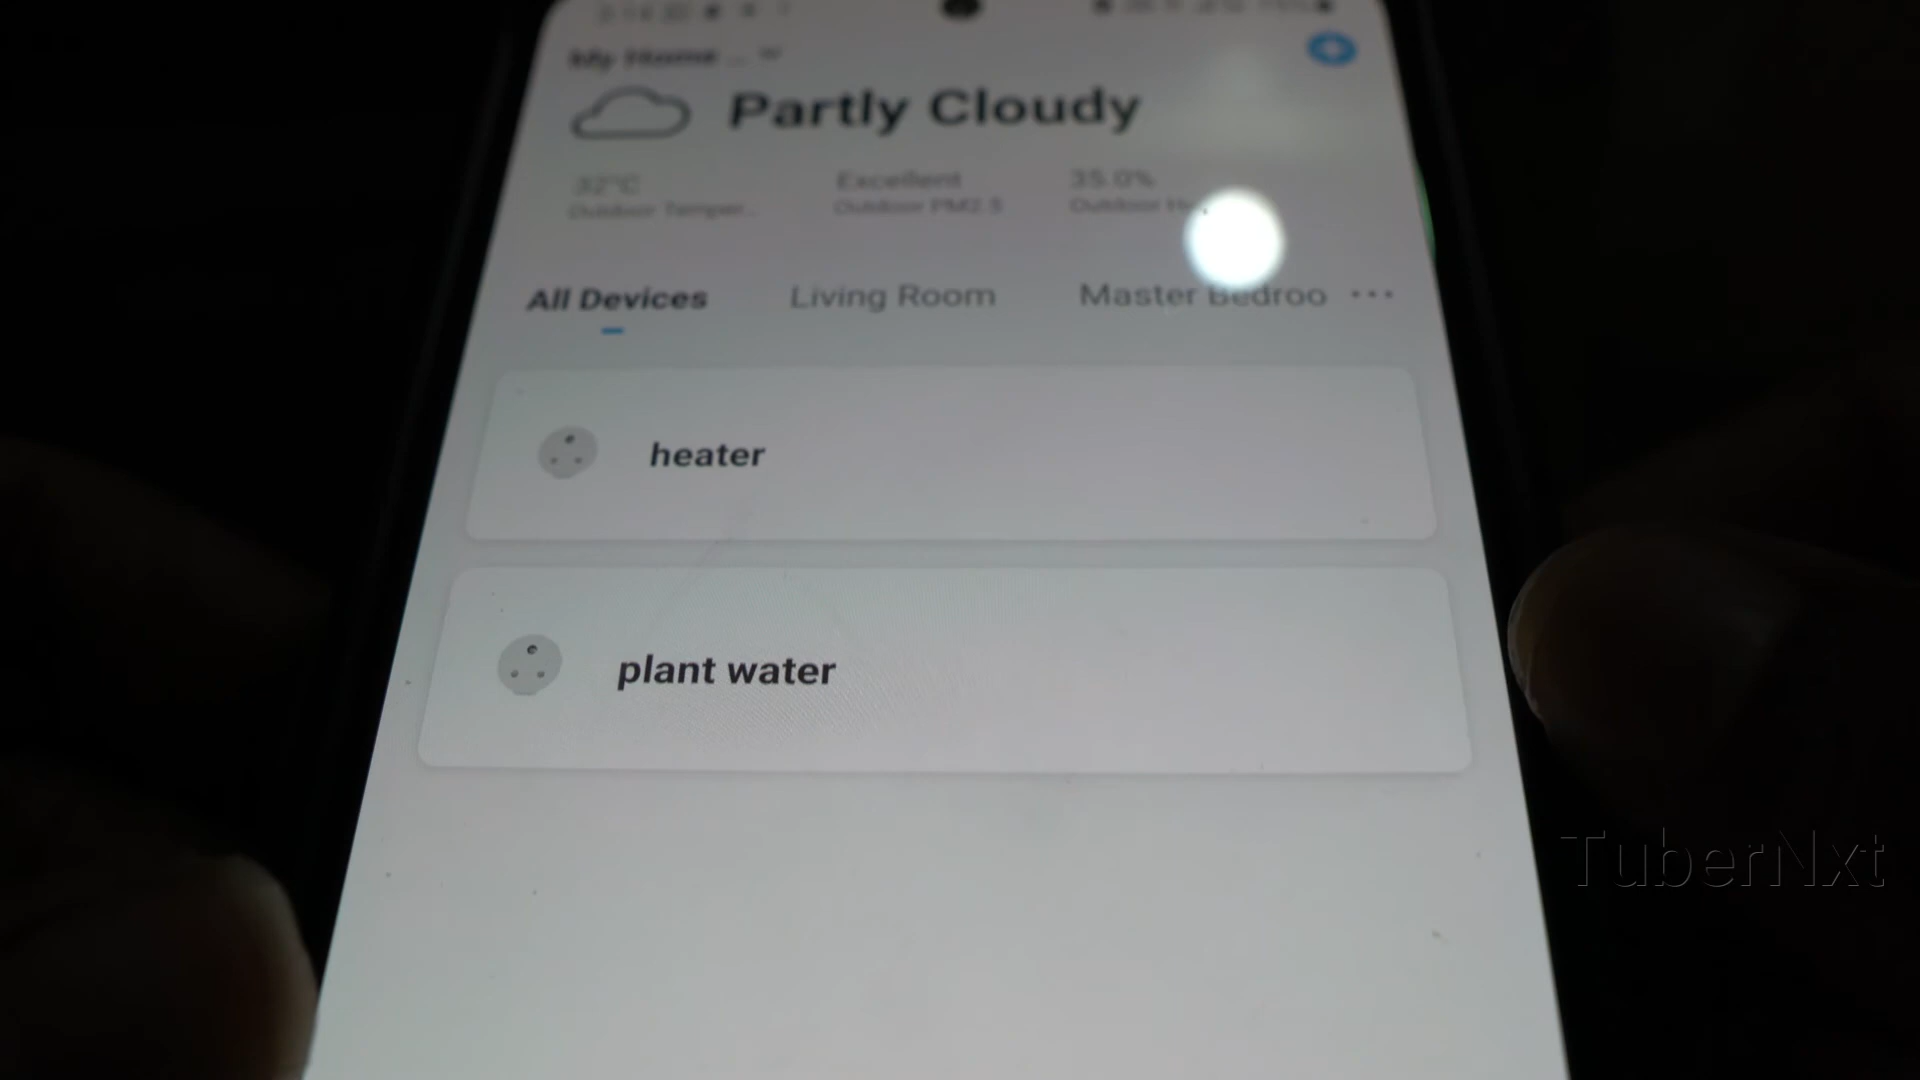 My Home ...
Partly Cloudy
32°C Excellent 35.0%
Outdoor Temper... Outdoor PM2.5 Outdoor
All Devices Living Room Master Bedroo ...
heater
plant water
TuberNxt